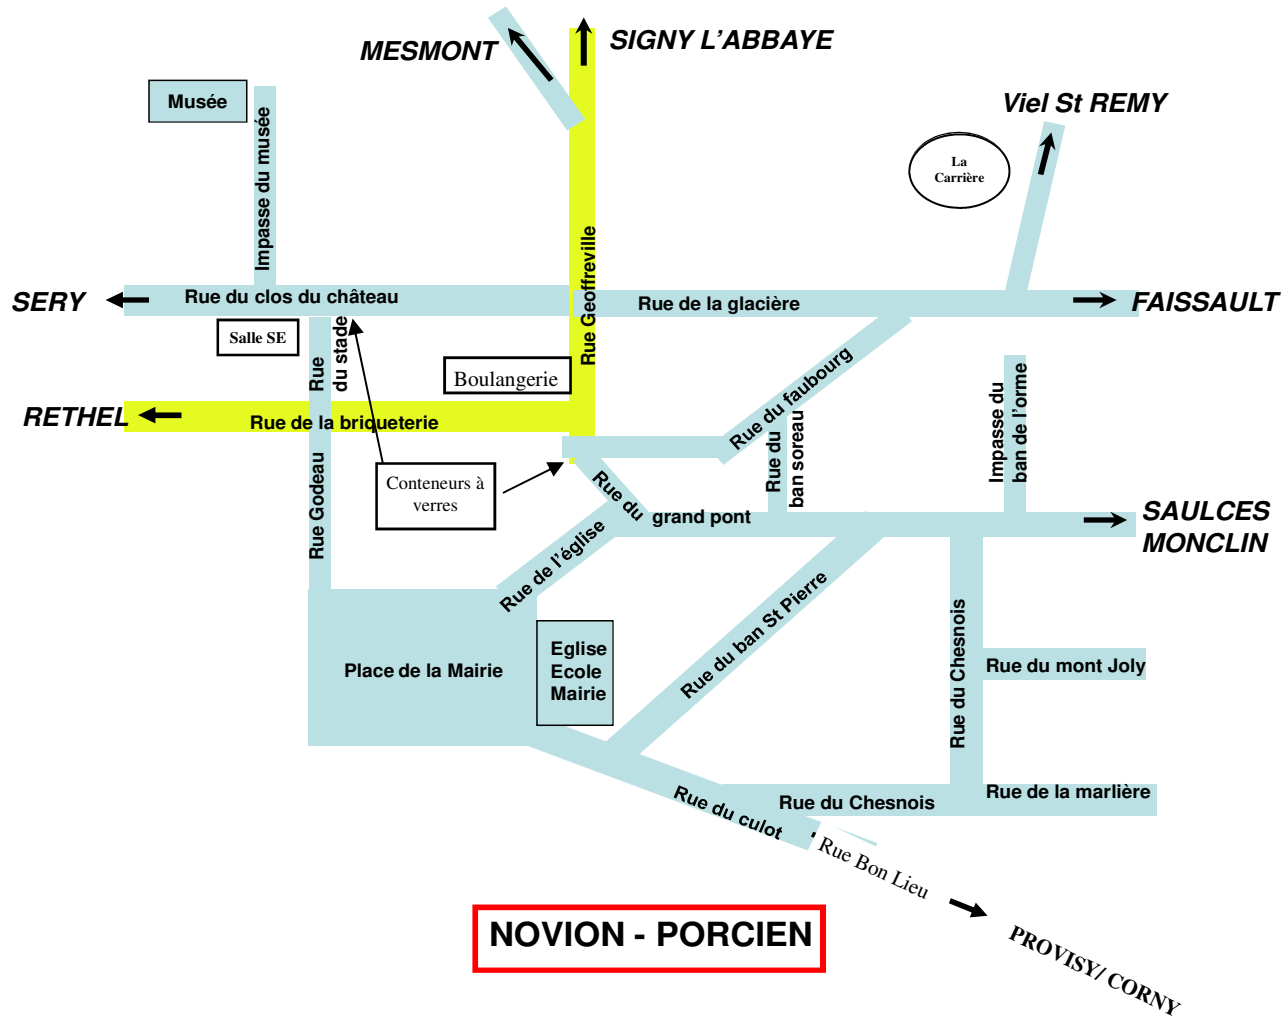 MESMONT
SIGNY L'ABBAYE
Musée
Viel St REMY
La
Carrière
Impasse du musée
Rue Geoffreville
SERY
Rue du clos du château
Rue de la glacière
FAISSAULT
Salle SE
Rue
du stade
Boulangerie
Rue du faubourg
RETHEL
Rue de la briqueterie
Rue du
ban soreau
Impasse du
ban de l'orme
Conteneurs à
verres
Rue Godeau
Rue du
grand pont
SAULCES
MONCLIN
Rue de l'église
Rue du ban St Pierre
Place de la Mairie
Eglise
Ecole
Mairie
Rue du Chesnois
Rue du mont Joly
Rue du culot
Rue du Chesnois
Rue de la marlière
Rue Bon Lieu
PROVISY/ CORNY
NOVION - PORCIEN